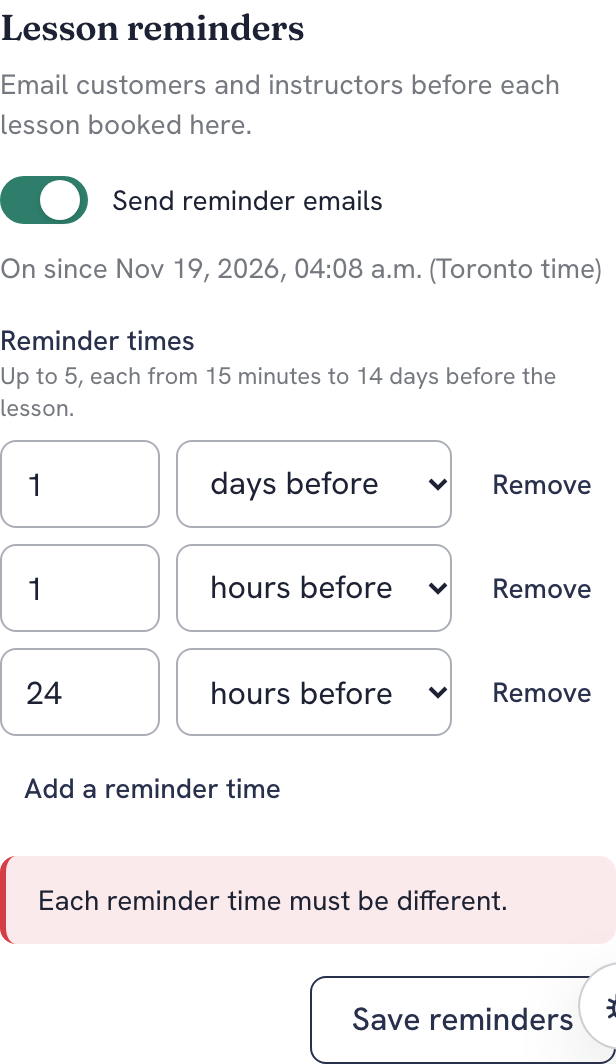 Lesson reminders
Email customers and instructors before each
lesson booked here.
Send reminder emails
On since Nov 19, 2026, 04:08 a.m. (Toronto time)
Reminder times
Up to 5, each from 15 minutes to 14 days before the
lesson.
1 days before Remove
1 hours before Remove
24 hours before Remove
Add a reminder time
Each reminder time must be different.
Save reminders